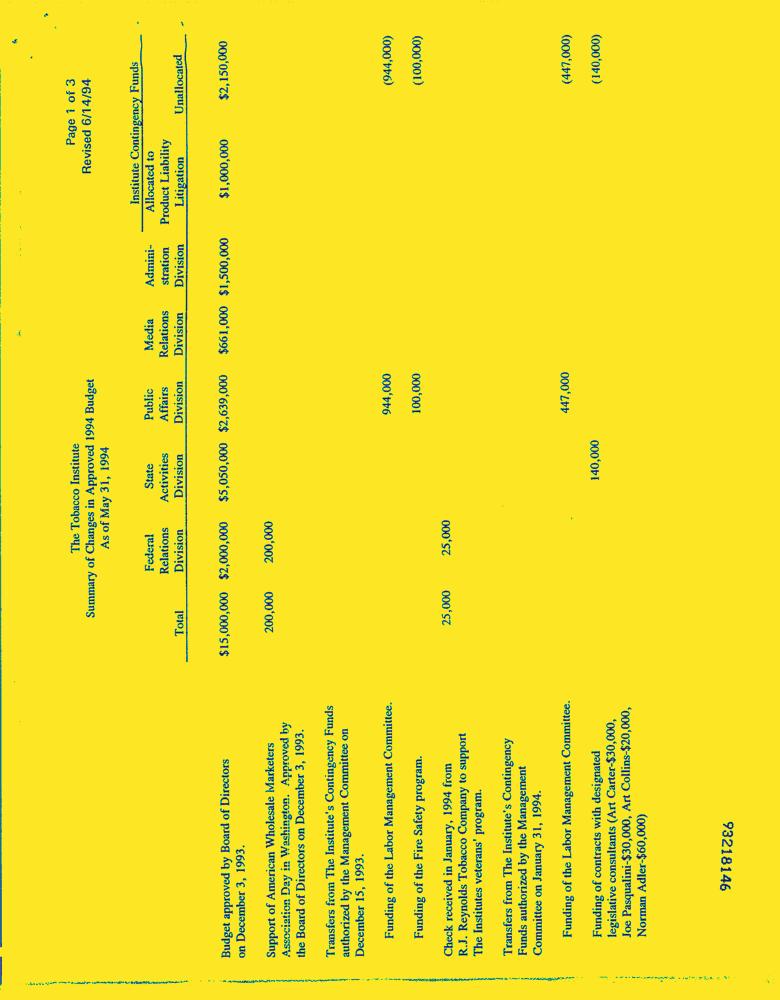 The Tobacco Institute
Summary of Changes in Approved 1994 Budget
As of May 31, 1994
Page 1 of 3
Revised 6/14/94
Institute Contingency Funds
Federal State Public Media Admini- Allocated to
Relations Activities Affairs Relations stration Product Liability
Total Division Division Division Division Division Litigation Unallocated
Budget approved by Board of Directors
on December 3, 1993. $15,000,000 $2,000,000 $5,050,000 $2,639,000 $661,000 $1,500,000 $1,000,000 $2,150,000
Support of American Wholesale Marketers 200,000 200,000
Association Day in Washington. Approved by
the Board of Directors on December 3, 1993.
Transfers from The Institute's Contingency Funds
authorized by the Management Committee on
December 15, 1993.
Funding of the Labor Management Committee. 944,000 (944,000)
Funding of the Fire Safety program. 100,000 (100,000)
Check received in January, 1994 from 25,000 25,000
R.J. Reynolds Tobacco Company to support
The Institutes veterans' program.
Transfers from The Institute's Contingency
Funds authorized by the Management
Committee on January 31, 1994.
Funding of the Labor Management Committee. 447,000 (447,000)
Funding of contracts with designated 140,000 (140,000)
legislative consultants (Art Carter-$30,000,
Joe Pasqualini-$30,000, Art Collins-$20,000,
Norman Adler-$60,000)
93218146